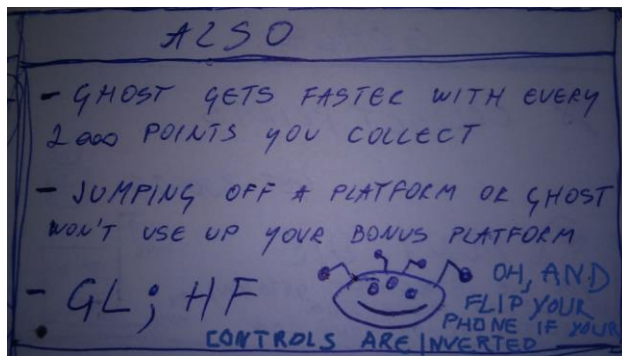 ALSO
- GHOST GETS FASTER WITH EVERY
2000 POINTS YOU COLLECT
- JUMPING OFF A PLATFORM OR GHOST
WON'T USE UP YOUR BONUS PLATFORM
- GL; HF
OH, AND
FLIP YOUR
PHONE IF YOUR
CONTROLS ARE INVERTED